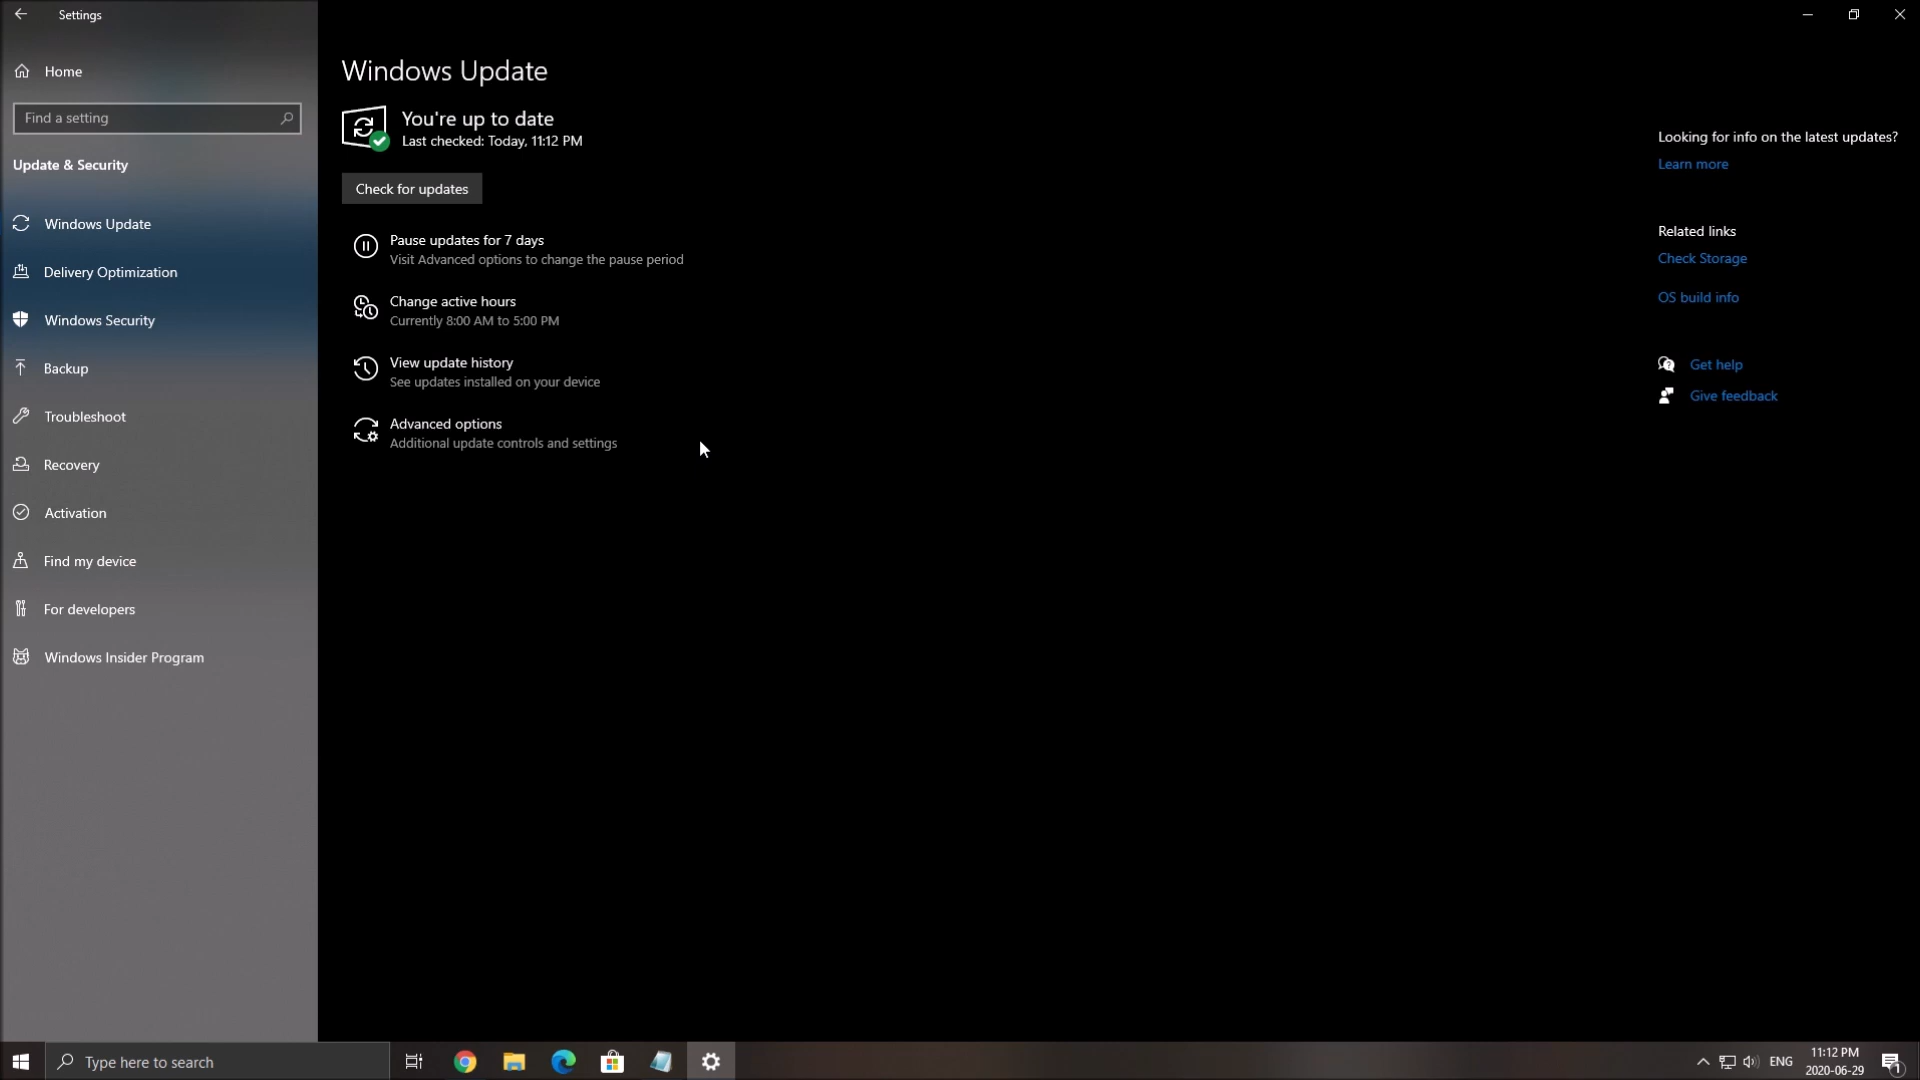 Settings
Home
Find a setting
Update & Security
Windows Update
Delivery Optimization
Windows Security
Backup
Troubleshoot
Recovery
Activation
Find my device
For developers
Windows Insider Program
Windows Update
You're up to date
Last checked: Today, 11:12 PM
Check for updates
Pause updates for 7 days
Visit Advanced options to change the pause period
Change active hours
Currently 8:00 AM to 5:00 PM
View update history
See updates installed on your device
Advanced options
Additional update controls and settings
Looking for info on the latest updates?
Learn more
Related links
Check Storage
OS build info
Get help
Give feedback
Type here to search
ENG
11:12 PM
2020-06-29
1